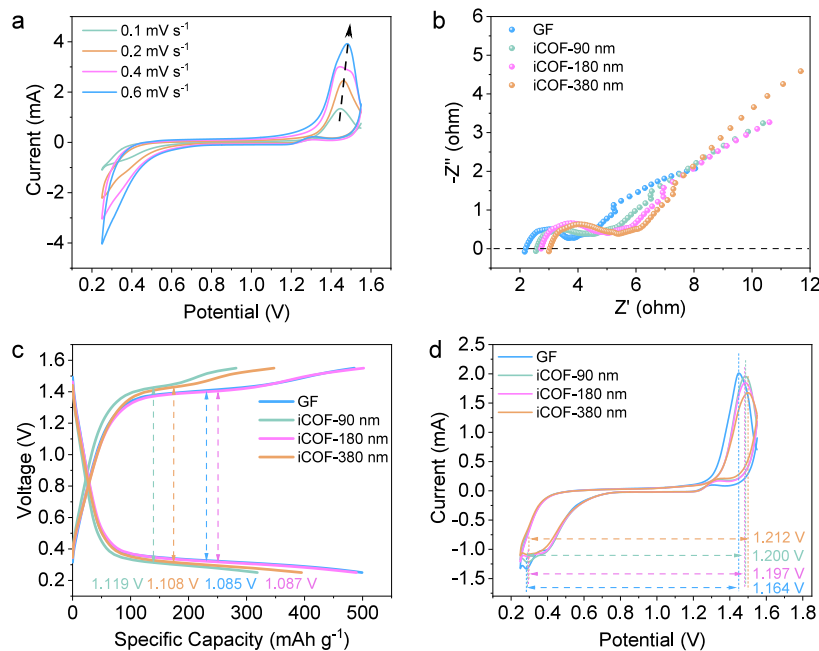 a
0.1 mV s⁻¹
0.2 mV s⁻¹
0.4 mV s⁻¹
0.6 mV s⁻¹
4
2
0
-2
-4
Current (mA)
0.2 0.4 0.6 0.8 1.0 1.2 1.4 1.6
Potential (V)
b
GF
iCOF-90 nm
iCOF-180 nm
iCOF-380 nm
6
5
4
3
2
1
0
-Z" (ohm)
0 2 4 6 8 10 12
Z' (ohm)
c
GF
iCOF-90 nm
iCOF-180 nm
iCOF-380 nm
1.6
1.4
1.2
1.0
0.8
0.6
0.4
0.2
Voltage (V)
1.119 V 1.108 V 1.085 V 1.087 V
0 100 200 300 400 500 600
Specific Capacity (mAh g⁻¹)
d
GF
iCOF-90 nm
iCOF-180 nm
iCOF-380 nm
2.5
2.0
1.5
1.0
0.5
0.0
-0.5
-1.0
-1.5
Current (mA)
1.212 V
1.200 V
1.197 V
1.164 V
0.2 0.4 0.6 0.8 1.0 1.2 1.4 1.6
Potential (V)